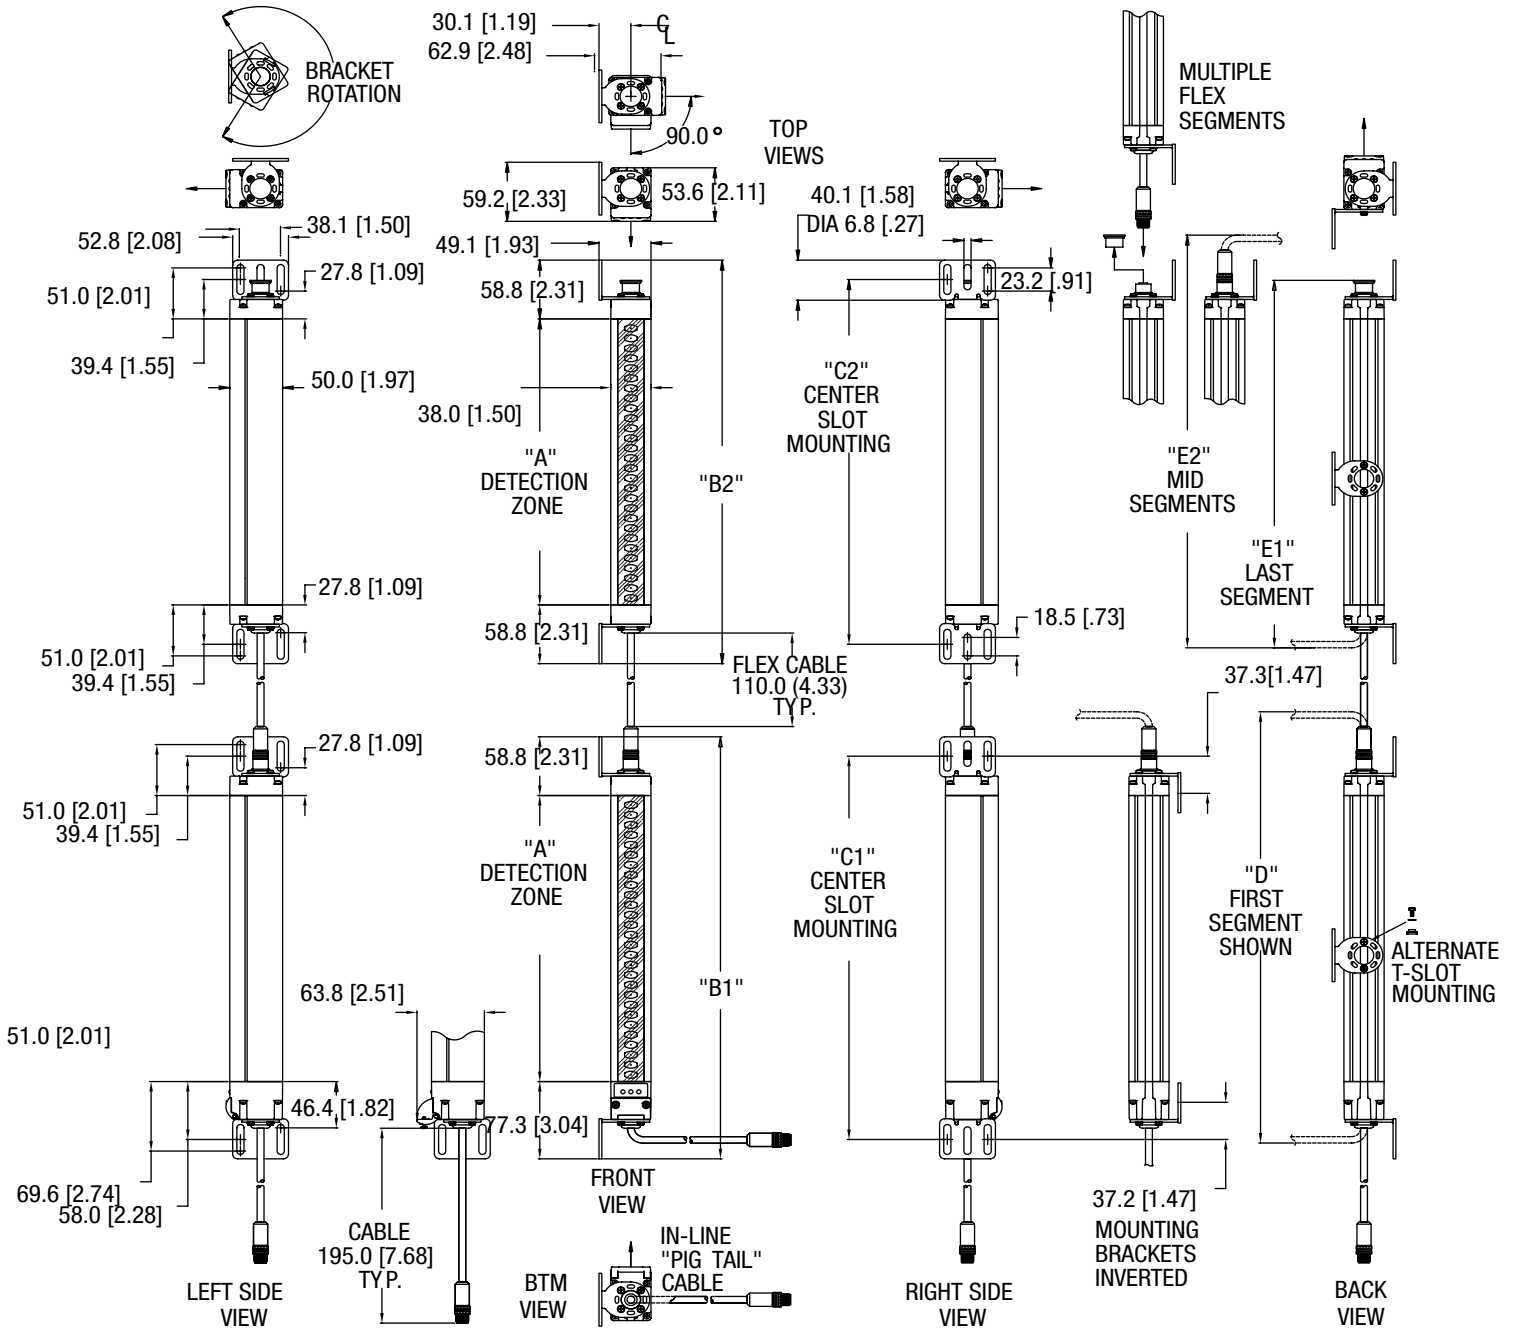 30.1 [1.19]
CL
62.9 [2.48]
BRACKET
ROTATION
90.0°
TOP
VIEWS
MULTIPLE
FLEX
SEGMENTS
59.2 [2.33]
53.6 [2.11]
40.1 [1.58]
DIA 6.8 [.27]
38.1 [1.50]
52.8 [2.08]
49.1 [1.93]
27.8 [1.09]
51.0 [2.01]
58.8 [2.31]
23.2 [.91]
39.4 [1.55]
50.0 [1.97]
38.0 [1.50]
"C2"
CENTER
SLOT
MOUNTING
"A"
DETECTION
ZONE
"B2"
"E2"
MID
SEGMENTS
"E1"
LAST
SEGMENT
27.8 [1.09]
58.8 [2.31]
18.5 [.73]
51.0 [2.01]
39.4 [1.55]
FLEX CABLE
110.0 (4.33)
TYP.
37.3[1.47]
27.8 [1.09]
58.8 [2.31]
51.0 [2.01]
39.4 [1.55]
"A"
DETECTION
ZONE
"C1"
CENTER
SLOT
MOUNTING
"D"
FIRST
SEGMENT
SHOWN
ALTERNATE
T-SLOT
MOUNTING
"B1"
63.8 [2.51]
51.0 [2.01]
46.4 [1.82]
77.3 [3.04]
69.6 [2.74]
58.0 [2.28]
FRONT
VIEW
37.2 [1.47]
MOUNTING
BRACKETS
INVERTED
CABLE
195.0 [7.68]
TYP.
IN-LINE
"PIG TAIL"
CABLE
LEFT SIDE
VIEW
BTM
VIEW
RIGHT SIDE
VIEW
BACK
VIEW